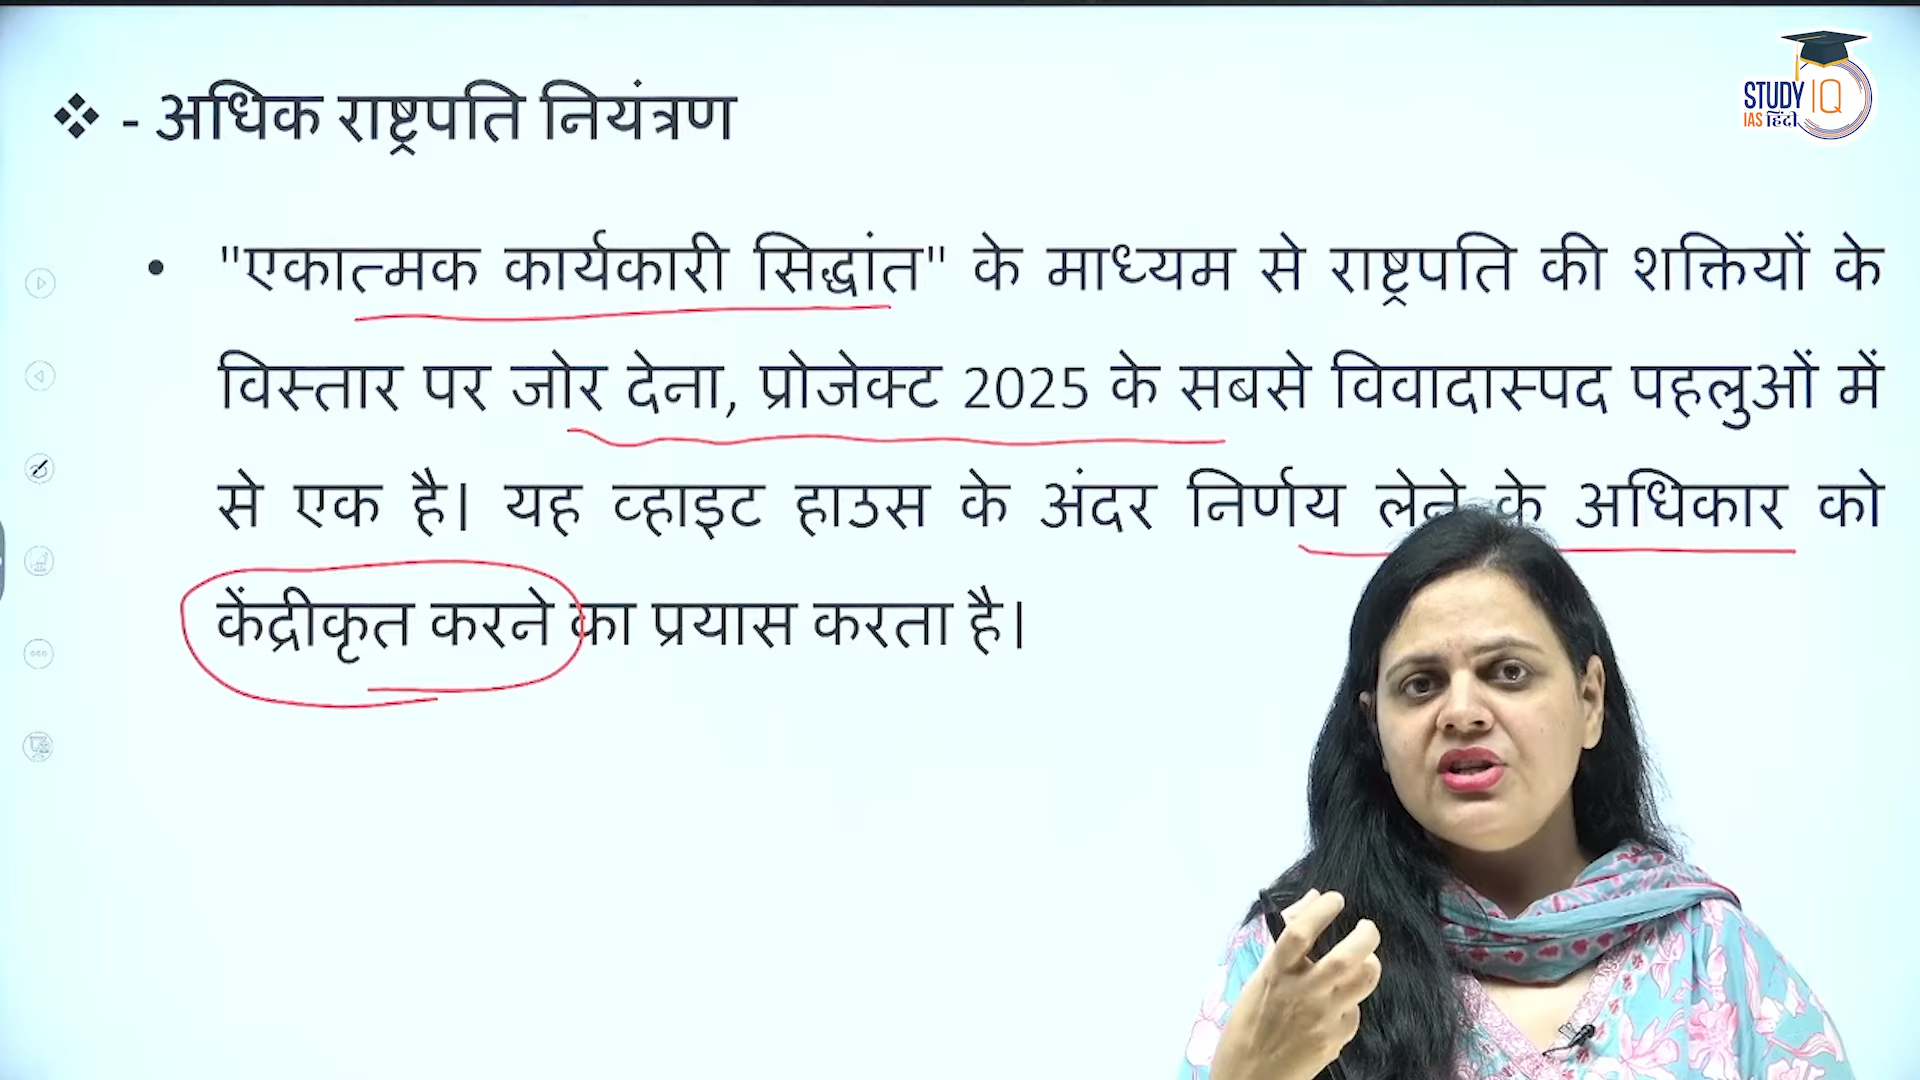 ❖ - अधिक राष्ट्रपति नियंत्रण
STUDY IQ
IAS हिंदी
• "एकात्मक कार्यकारी सिद्धांत" के माध्यम से राष्ट्रपति की शक्तियों के
विस्तार पर जोर देना, प्रोजेक्ट 2025 के सबसे विवादास्पद पहलुओं में
से एक है। यह व्हाइट हाउस के अंदर निर्णय लेने के अधिकार को
केंद्रीकृत करने का प्रयास करता है।